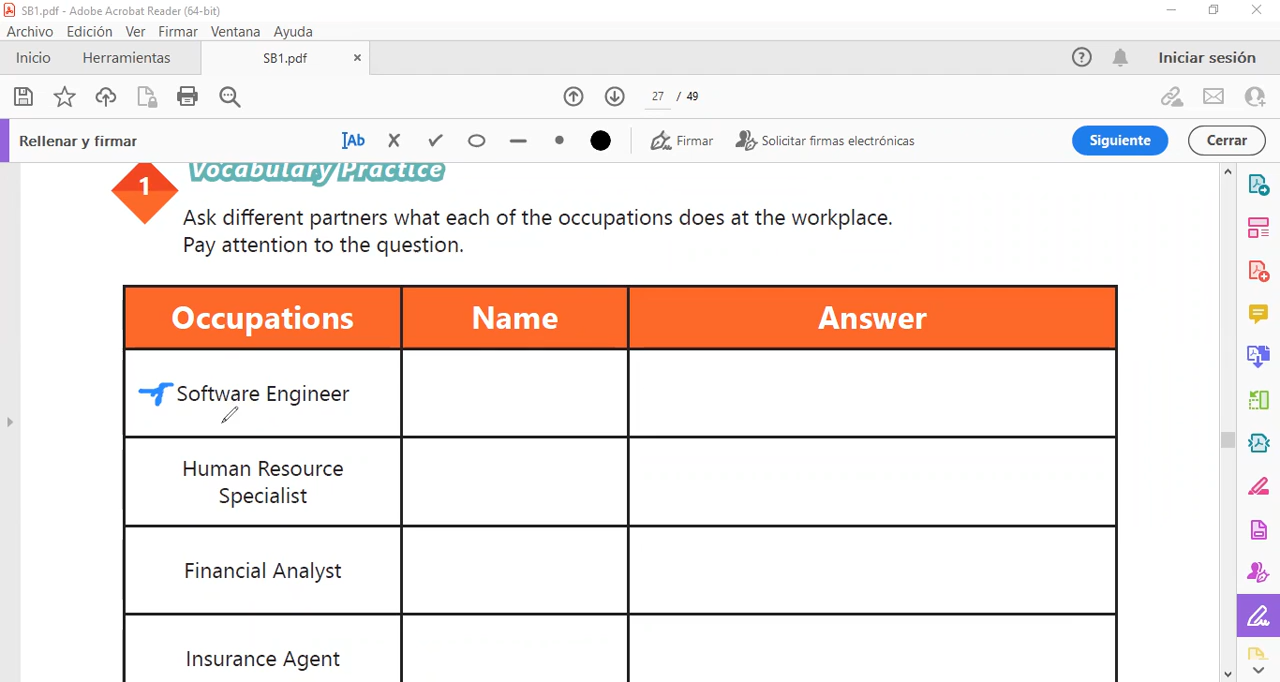 SB1.pdf - Adobe Acrobat Reader (64-bit)
Archivo Edición Ver Firmar Ventana Ayuda
Inicio Herramientas SB1.pdf × Iniciar sesión
27 / 49
Rellenar y firmar Ab Firmar Solicitar firmas electrónicas Siguiente Cerrar
1 Vocabulary Practice
Ask different partners what each of the occupations does at the workplace.
Pay attention to the question.
Occupations Name Answer
Software Engineer
Human Resource
Specialist
Financial Analyst
Insurance Agent